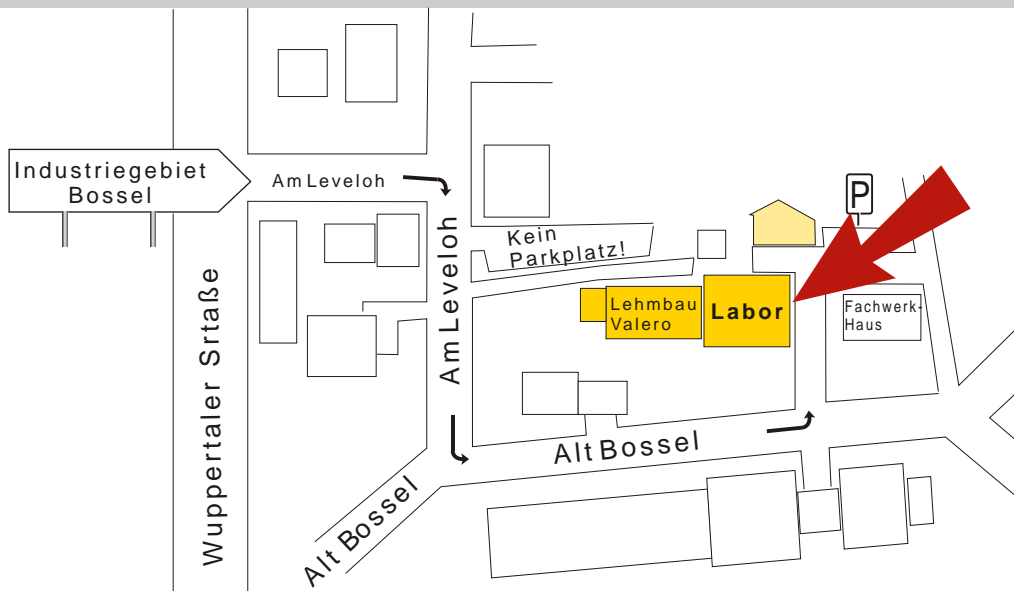 Industriegebiet
Bossel
Am Leveloh
P
Kein
Parkplatz!
Am Leveloh
Wuppertaler Srtaße
Lehmbau
Valero
Labor
Fachwerk-
Haus
Alt Bossel
Alt Bossel